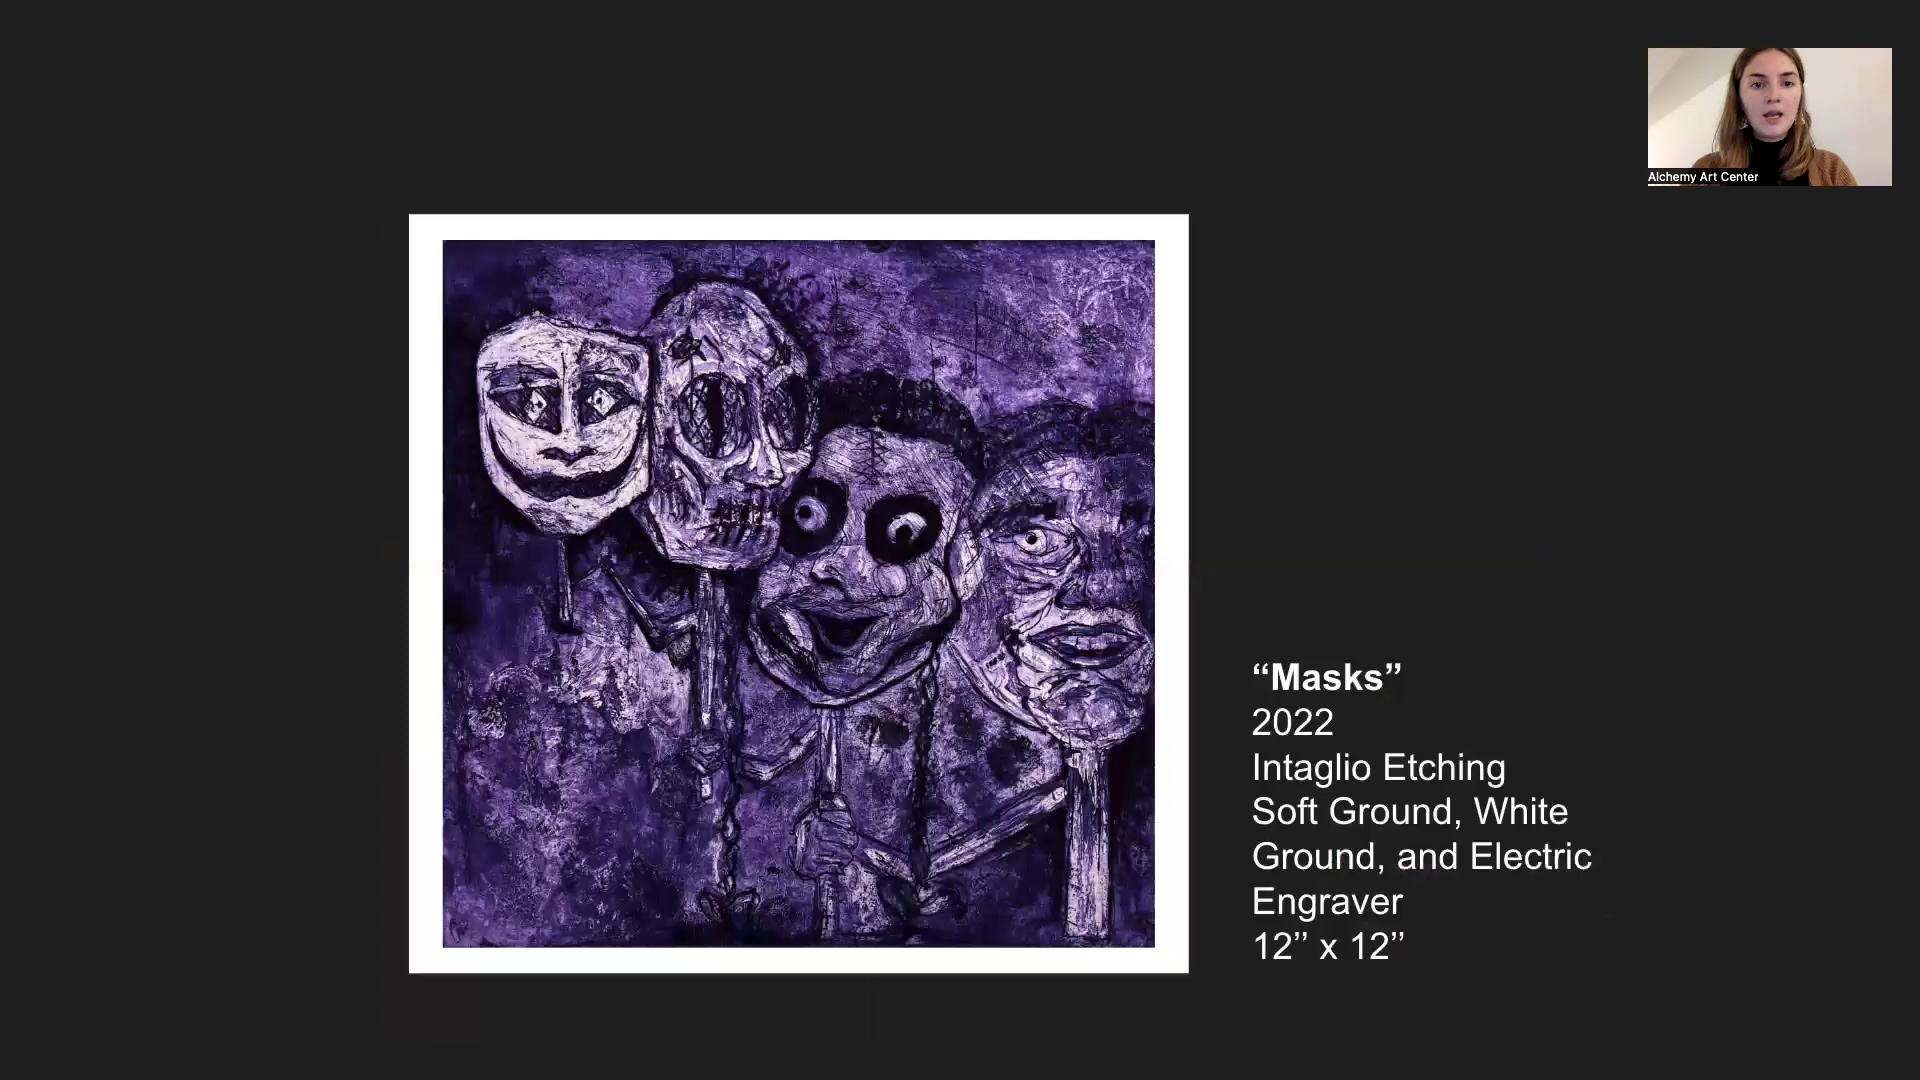 Alchemy Art Center
“Masks”
2022
Intaglio Etching
Soft Ground, White
Ground, and Electric
Engraver
12’’ x 12’’